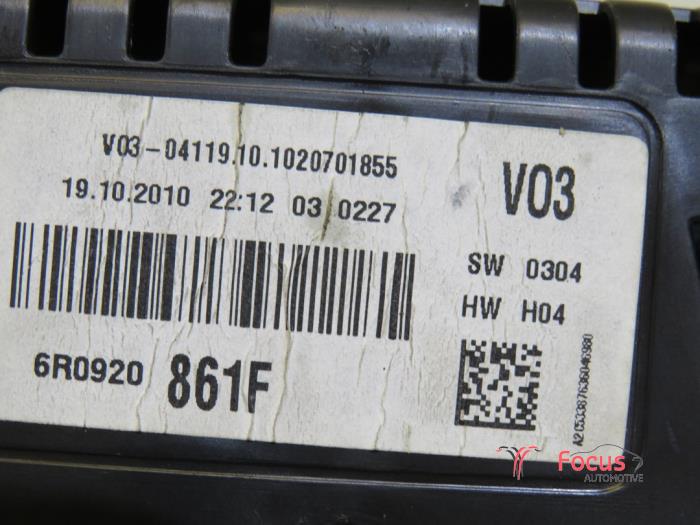 V03-04119.10.1020701855
19.10.2010 22:12 03 0227
V03
SW 0304
HW H04
6R0920 861F
A2C53387636046980
Focus
AUTOMOTIVE